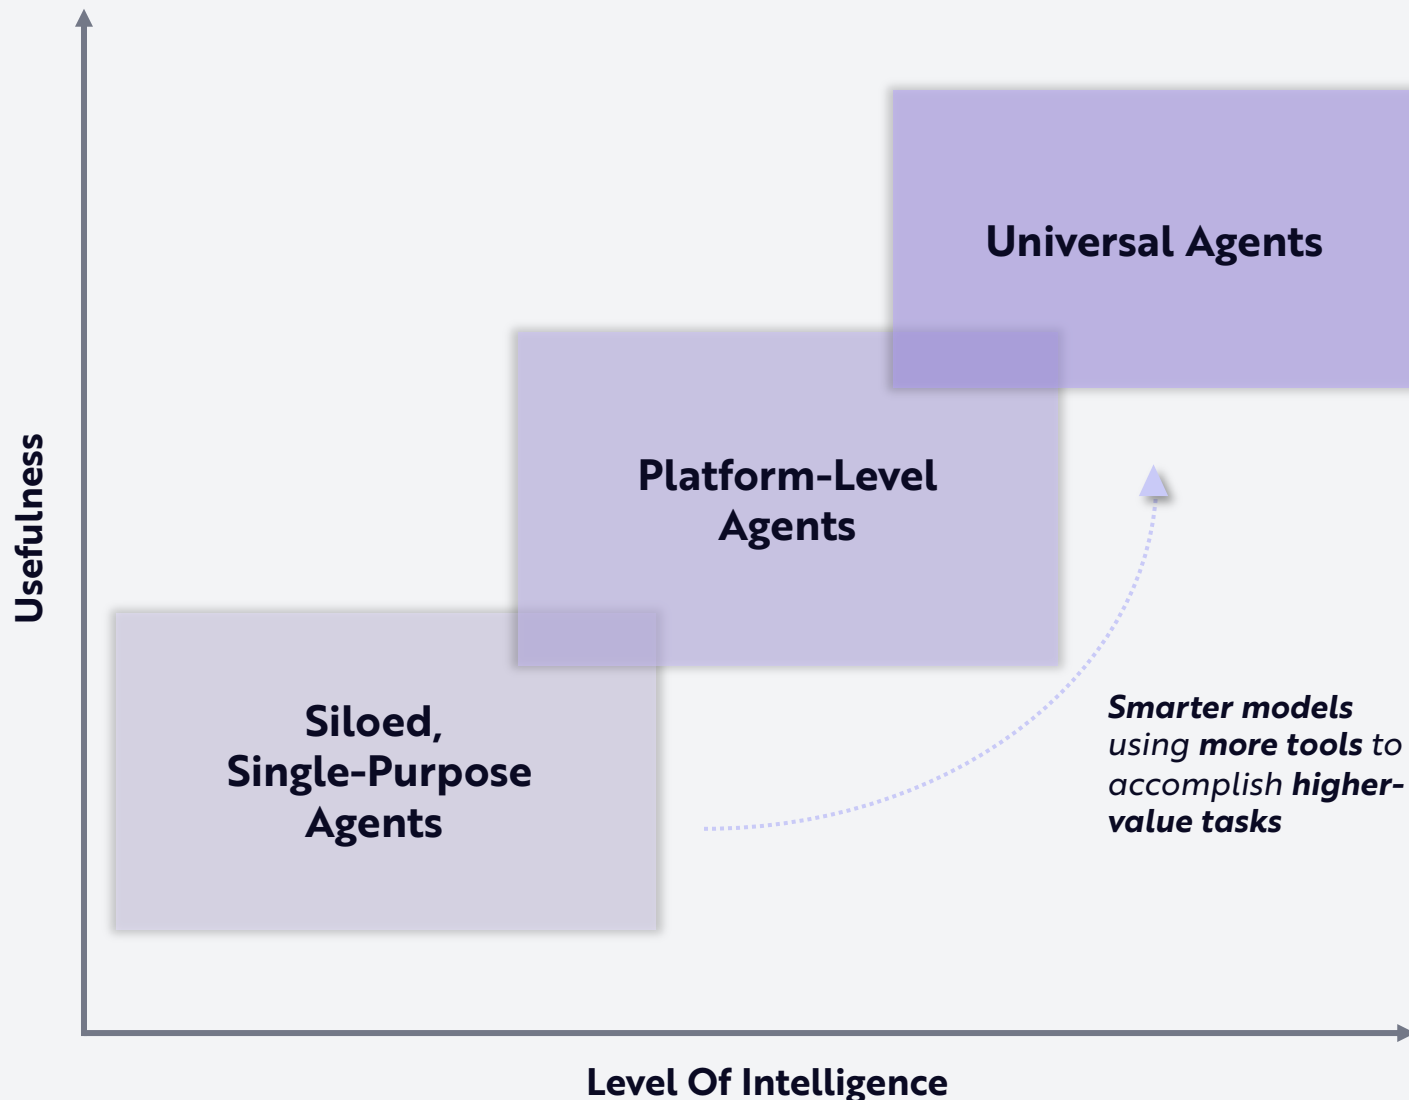 Universal Agents
Platform-Level
Agents
Usefulness
Siloed,
Single-Purpose
Agents
Smarter models
using more tools to
accomplish higher-
value tasks
Level Of Intelligence